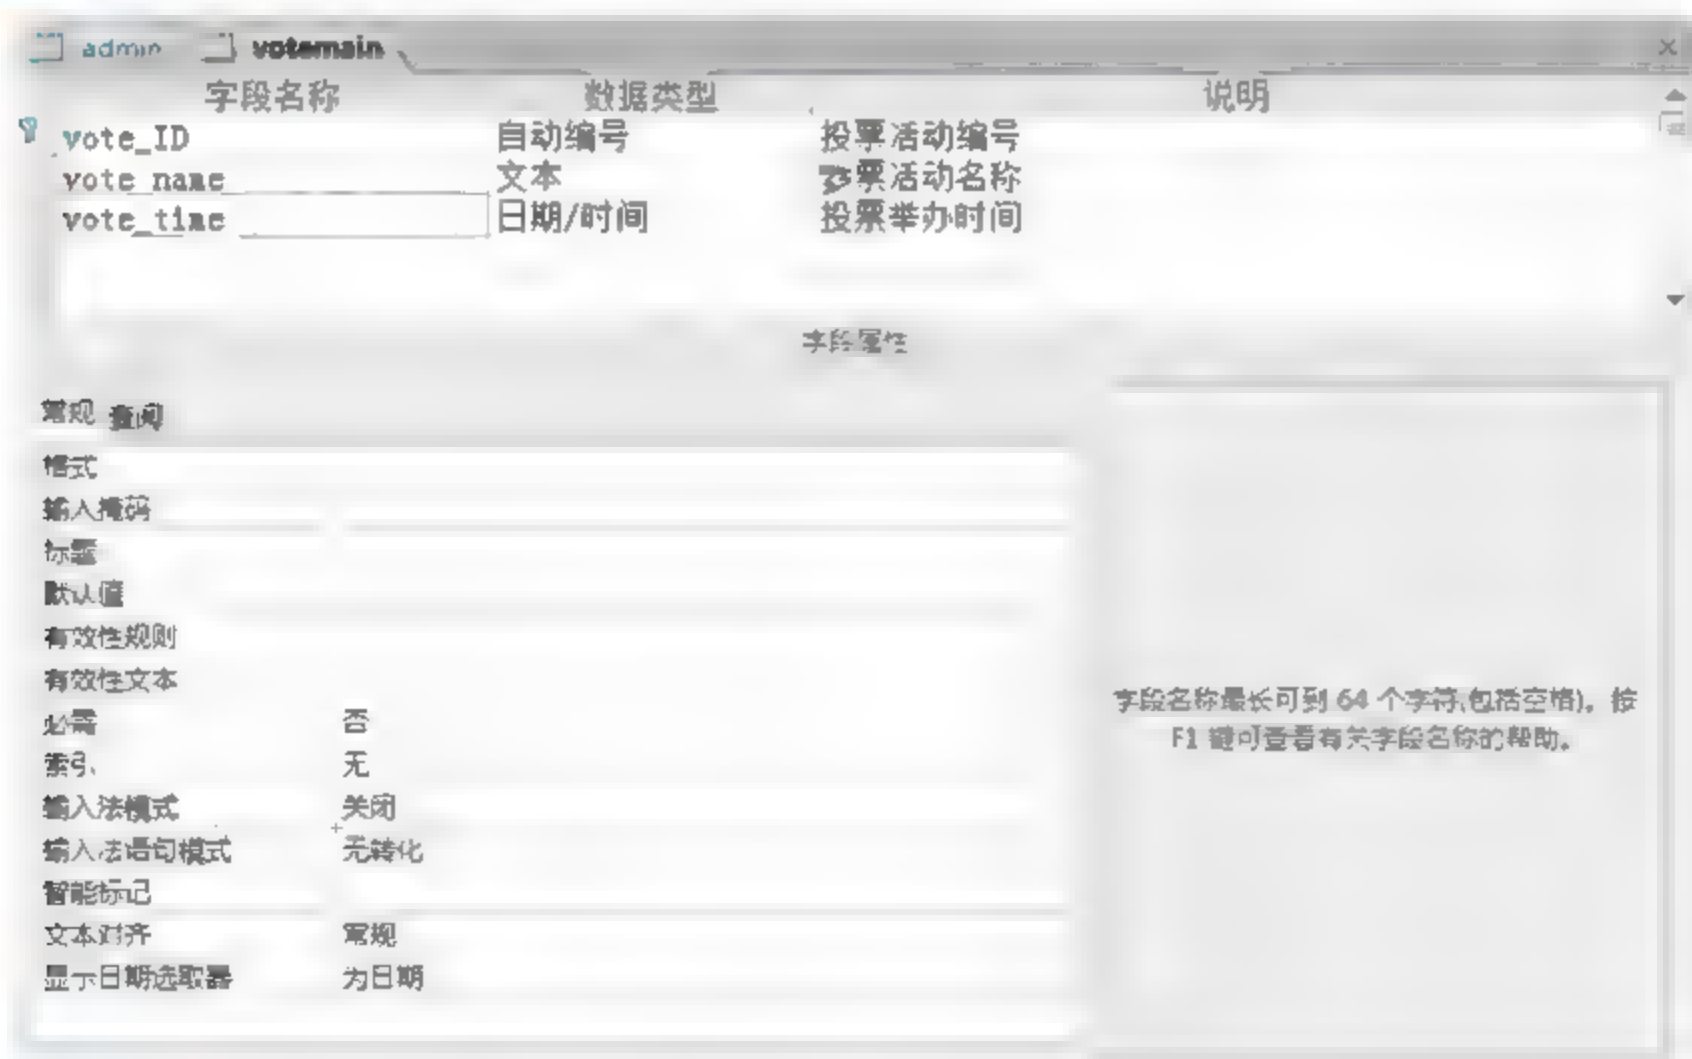 admin votemain
字段名称 数据类型 说明
vote_ID 自动编号 投票活动编号
vote_name 文本 投票活动名称
vote_time 日期/时间 投票举办时间
字段属性
常规 查阅
格式
输入掩码
标题
默认值
有效性规则
有效性文本
必需 否
索引 无
输入法模式 关闭
输入法语句模式 无转化
智能标记
文本对齐 常规
显示日期选取器 为日期
字段名称最长可到 64 个字符(包括空格)。按
F1 键可查看有关字段名称的帮助。